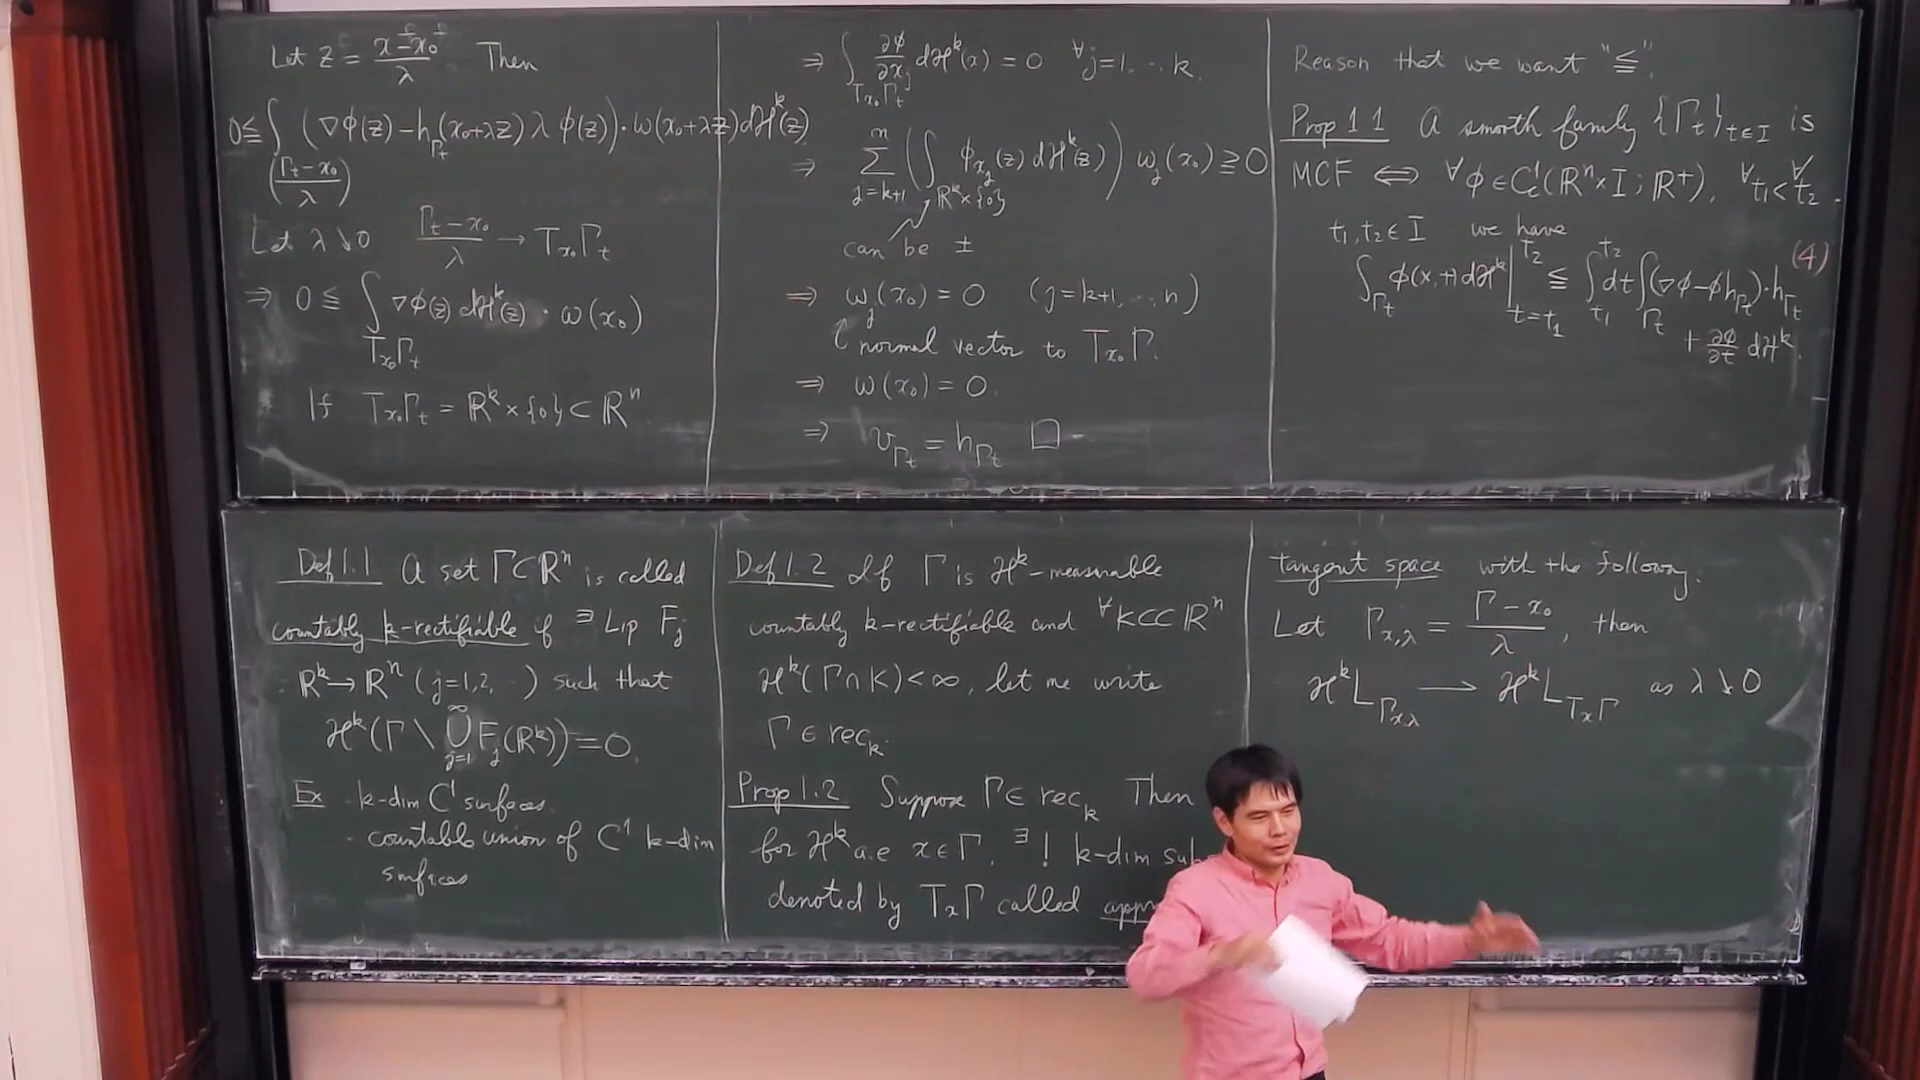 Let z = (x - x₀)/λ Then
0 ≦ ∫_{(Γ_t - x₀)/λ} (∇φ(z) - h_{Γ_t}(x₀+λz) λ φ(z)) · ω(x₀+λz) dℋ^k(z)
Let λ↓0 (Γ_t - x₀)/λ → T_{x₀}Γ_t
⇒ 0 ≦ ∫_{T_{x₀}Γ_t} ∇φ(z) dℋ^k(z) · ω(x₀)
If T_{x₀}Γ_t = ℝ^k × {0} ⊂ ℝ^n
⇒ ∫_{T_{x₀}Γ_t} ∂φ/∂x_j dℋ^k(x) = 0 ∀j=1,…,k.
⇒ ∑_{j=k+1}^n (∫_{ℝ^k×{0}} φ_{x_j}(z) dℋ^k(z)) ω_j(x₀) ≧ 0
can be ±
⇒ ω_j(x₀) = 0 (j=k+1,…,n)
normal vector to T_{x₀}Γ.
⇒ ω(x₀) = 0.
⇒ v_{Γ_t} = h_{Γ_t} □
Reason that we want "≦".
Prop 1.1 A smooth family {Γ_t}_{t∈I} is
MCF ⇔ ∀φ∈C_c^1(ℝ^n×I; ℝ^+), ∀t₁<∀t₂.
t₁,t₂∈I we have
∫_{Γ_t} φ(x,t) dℋ^k |_{t=t₁}^{t₂} ≦ ∫_{t₁}^{t₂} dt ∫_{Γ_t} (∇φ - φh_{Γ_t})·h_{Γ_t} (4)
+ ∂φ/∂t dℋ^k.
Def 1.1 A set Γ⊂ℝ^n is called
countably k-rectifiable if ∃ Lip F_j
: ℝ^k → ℝ^n (j=1,2,…) such that
ℋ^k(Γ \ ⋃_{j=1}^∞ F_j(ℝ^k)) = 0.
Ex · k-dim C^1 surfaces.
· countable union of C^1 k-dim
surfaces
Def 1.2 If Γ is ℋ^k-measurable
countably k-rectifiable and ∀K⊂⊂ℝ^n
ℋ^k(Γ∩K)<∞, let me write
Γ∈rec_k.
Prop 1.2 Suppose Γ∈rec_k Then
for ℋ^k a.e x∈Γ, ∃! k-dim
denoted by T_xΓ called
tangent space with the following.
Let Γ_{x,λ} = (Γ - x₀)/λ, then
ℋ^k⌞_{Γ_{x,λ}} → ℋ^k⌞_{T_xΓ} as λ↓0